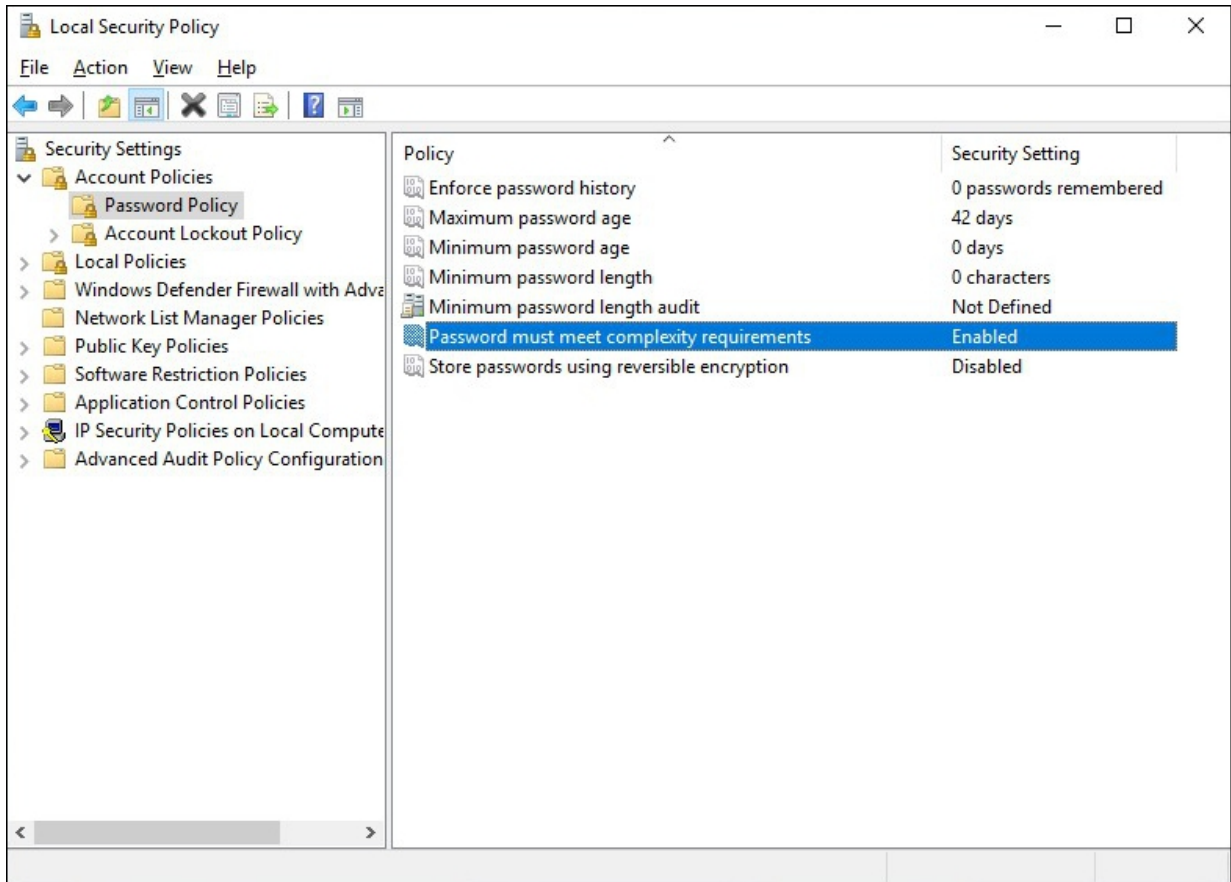 Local Security Policy
File Action View Help
Security Settings
Account Policies
Password Policy
Account Lockout Policy
Local Policies
Windows Defender Firewall with Adva
Network List Manager Policies
Public Key Policies
Software Restriction Policies
Application Control Policies
IP Security Policies on Local Compute
Advanced Audit Policy Configuration
Policy Security Setting
Enforce password history 0 passwords remembered
Maximum password age 42 days
Minimum password age 0 days
Minimum password length 0 characters
Minimum password length audit Not Defined
Password must meet complexity requirements Enabled
Store passwords using reversible encryption Disabled